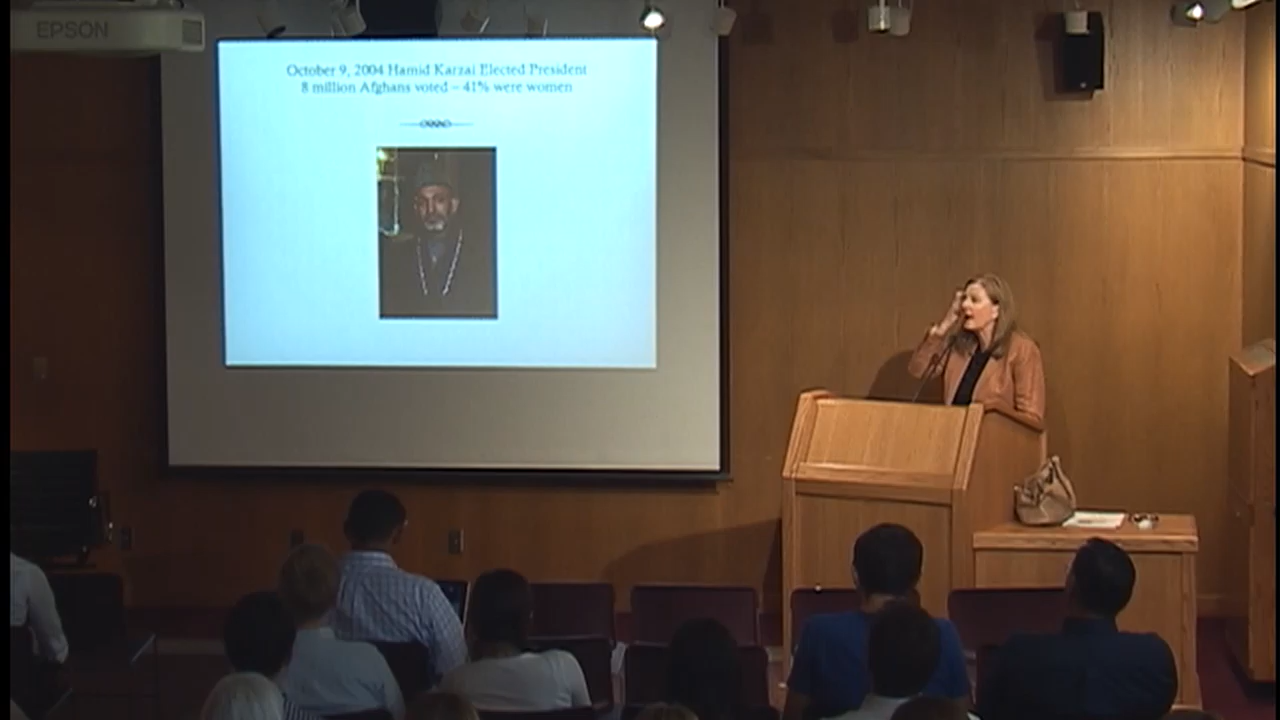 EPSON
October 9, 2004 Hamid Karzai Elected President
8 million Afghans voted – 41% were women